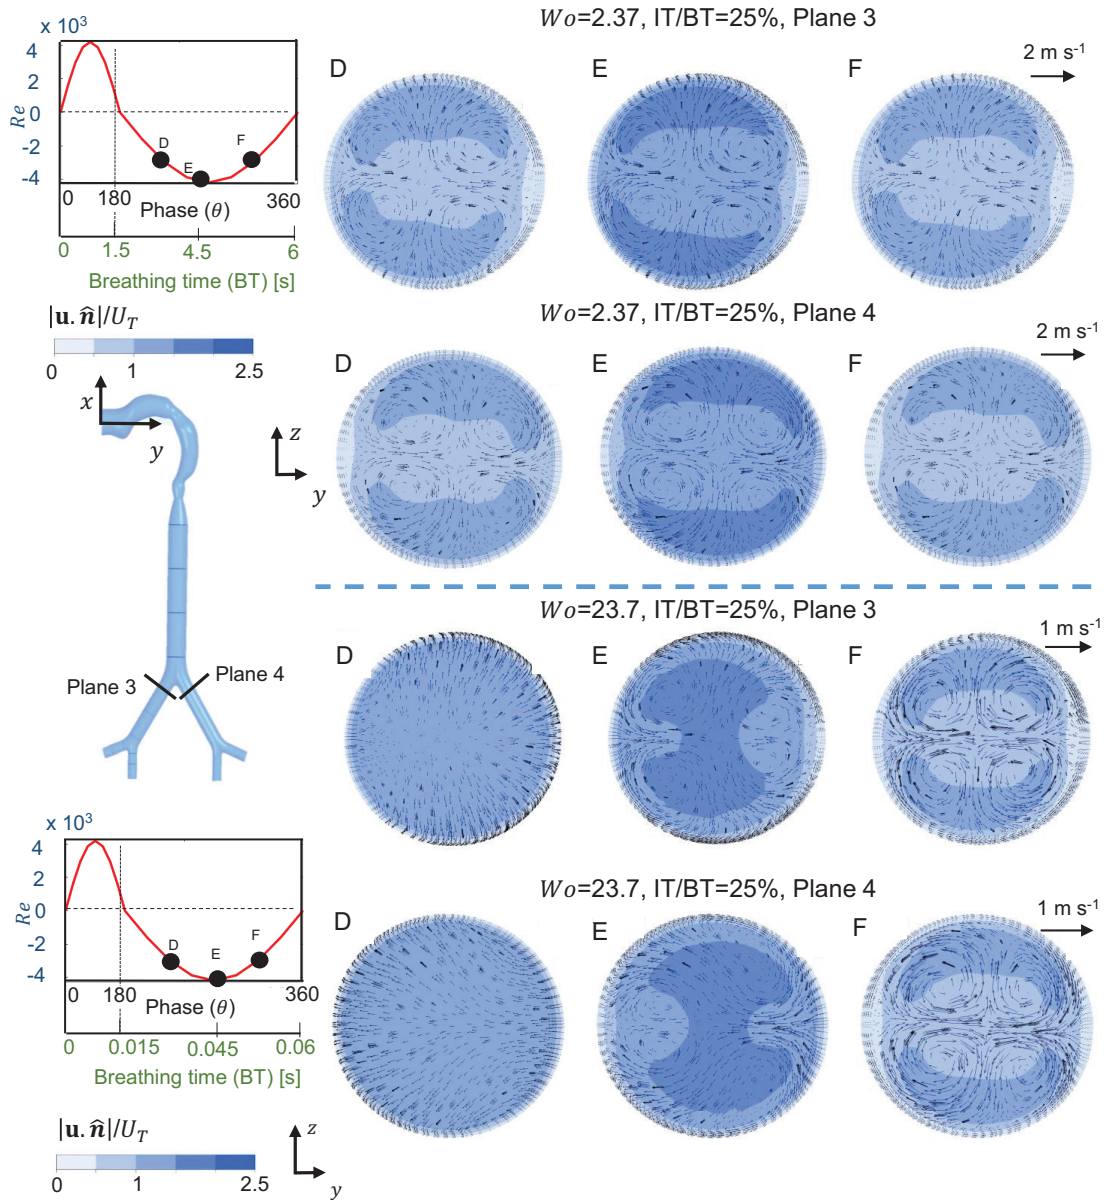 Wo=2.37, IT/BT=25%, Plane 3
x 10³
4
2
0
-2
-4
Re
D
E
F
0 180 360
Phase (θ)
0 1.5 4.5 6
Breathing time (BT) [s]
D
E
F
2 m s⁻¹
|u.n̂|/U_T
0 1 2.5
Wo=2.37, IT/BT=25%, Plane 4
D
E
F
2 m s⁻¹
x
y
z
y
Plane 3
Plane 4
Wo=23.7, IT/BT=25%, Plane 3
D
E
F
1 m s⁻¹
x 10³
4
2
0
-2
-4
Re
D
E
F
0 180 360
Phase (θ)
0 0.015 0.045 0.06
Breathing time (BT) [s]
Wo=23.7, IT/BT=25%, Plane 4
D
E
F
1 m s⁻¹
|u.n̂|/U_T
0 1 2.5
z
y